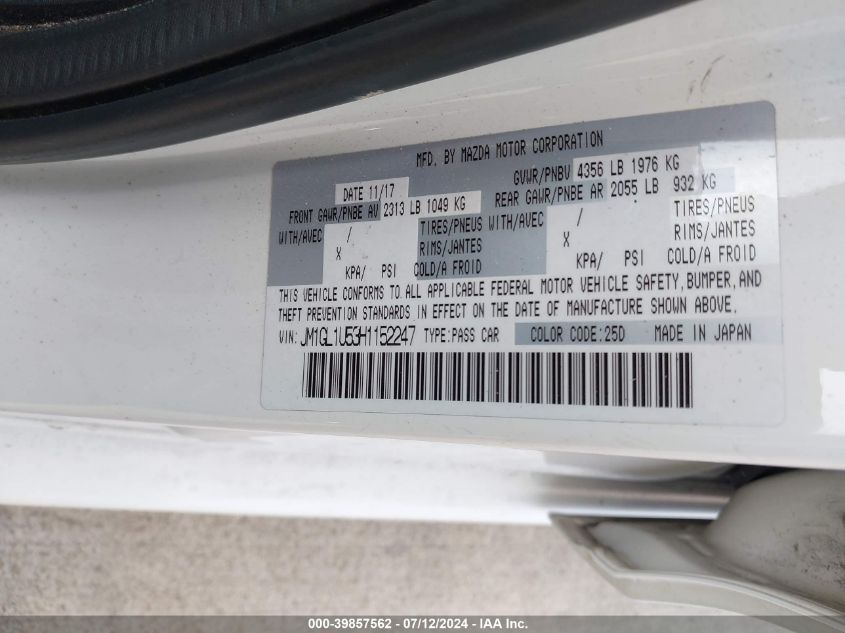 MFD. BY MAZDA MOTOR CORPORATION
DATE 11/17 GVWR/PNBV 4356 LB 1976 KG
FRONT GAWR/PNBE AV 2313 LB 1049 KG REAR GAWR/PNBE AR 2055 LB 932 KG
WITH/AVEC / TIRES/PNEUS WITH/AVEC / TIRES/PNEUS
X RIMS/JANTES X RIMS/JANTES
KPA/ PSI COLD/A FROID KPA/ PSI COLD/A FROID
THIS VEHICLE CONFORMS TO ALL APPLICABLE FEDERAL MOTOR VEHICLE SAFETY, BUMPER, AND
THEFT PREVENTION STANDARDS IN EFFECT ON THE DATE OF MANUFACTURE SHOWN ABOVE.
VIN: JM1GL1U53H1152247 TYPE:PASS CAR COLOR CODE:25D MADE IN JAPAN
000-39857562 - 07/12/2024 - IAA Inc.